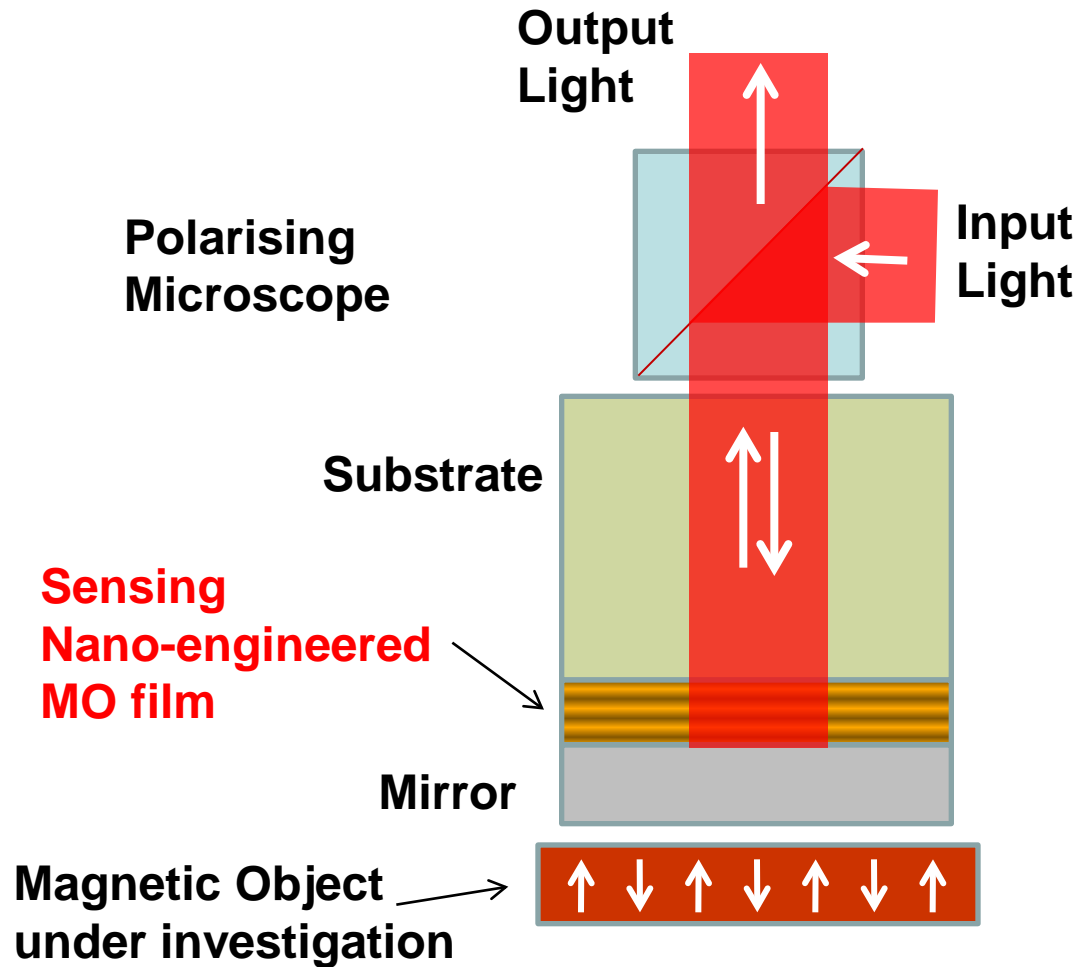 Output
Light
Polarising
Microscope
Input
Light
Substrate
Sensing
Nano-engineered
MO film
Mirror
Magnetic Object
under investigation